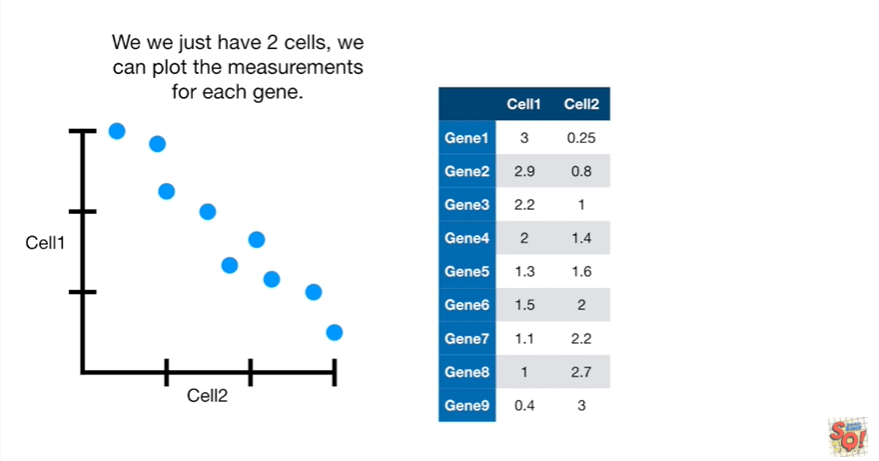 We we just have 2 cells, we
can plot the measurements
for each gene.
Cell1
Cell2
Cell1 Cell2
Gene1 3 0.25
Gene2 2.9 0.8
Gene3 2.2 1
Gene4 2 1.4
Gene5 1.3 1.6
Gene6 1.5 2
Gene7 1.1 2.2
Gene8 1 2.7
Gene9 0.4 3
SQ!